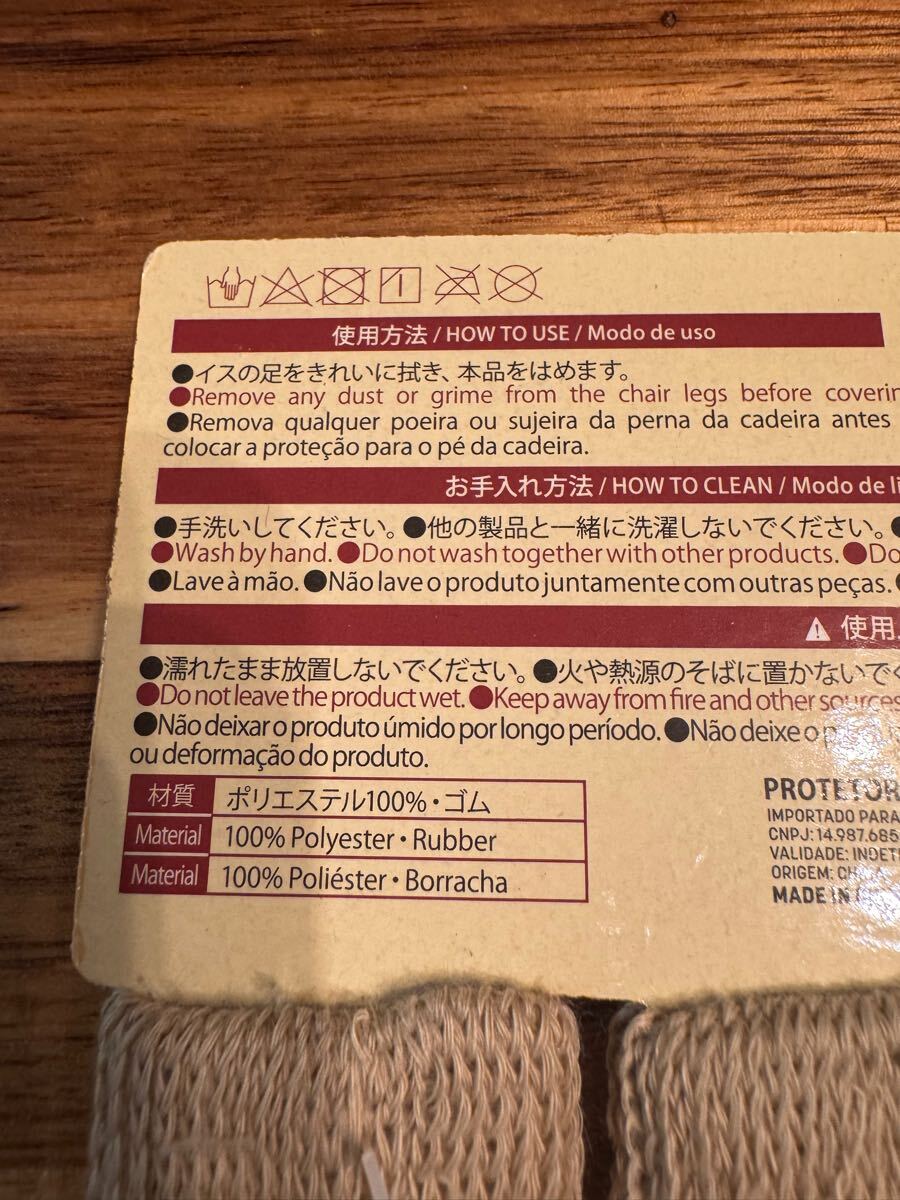 使用方法 / HOW TO USE / Modo de uso
●イスの足をきれいに拭き、本品をはめます。
●Remove any dust or grime from the chair legs before
●Remova qualquer poeira ou sujeira da perna da cadeira antes
colocar a proteção para o pé da cadeira.
お手入れ方法 / HOW TO CLEAN / Modo de
●手洗いしてください。●他の製品と一緒に洗濯しないでください。●
●Wash by hand. ●Do not wash together with other products. ●Do
●Lave à mão. ●Não lave o produto juntamente com outras peças.
⚠ 使用
●濡れたまま放置しないでください。●火や熱源のそばに置かないで
●Do not leave the product wet. ●Keep away from fire and other sources
●Não deixar o produto úmido por longo período. ●Não deixe o
ou deformação do produto.
材質 ポリエステル100%・ゴム
Material 100% Polyester・Rubber
Material 100% Poliéster・Borracha
PROTETOR
IMPORTADO PARA
CNPJ: 14.987.685
VALIDADE:
ORIGEM:
MADE IN